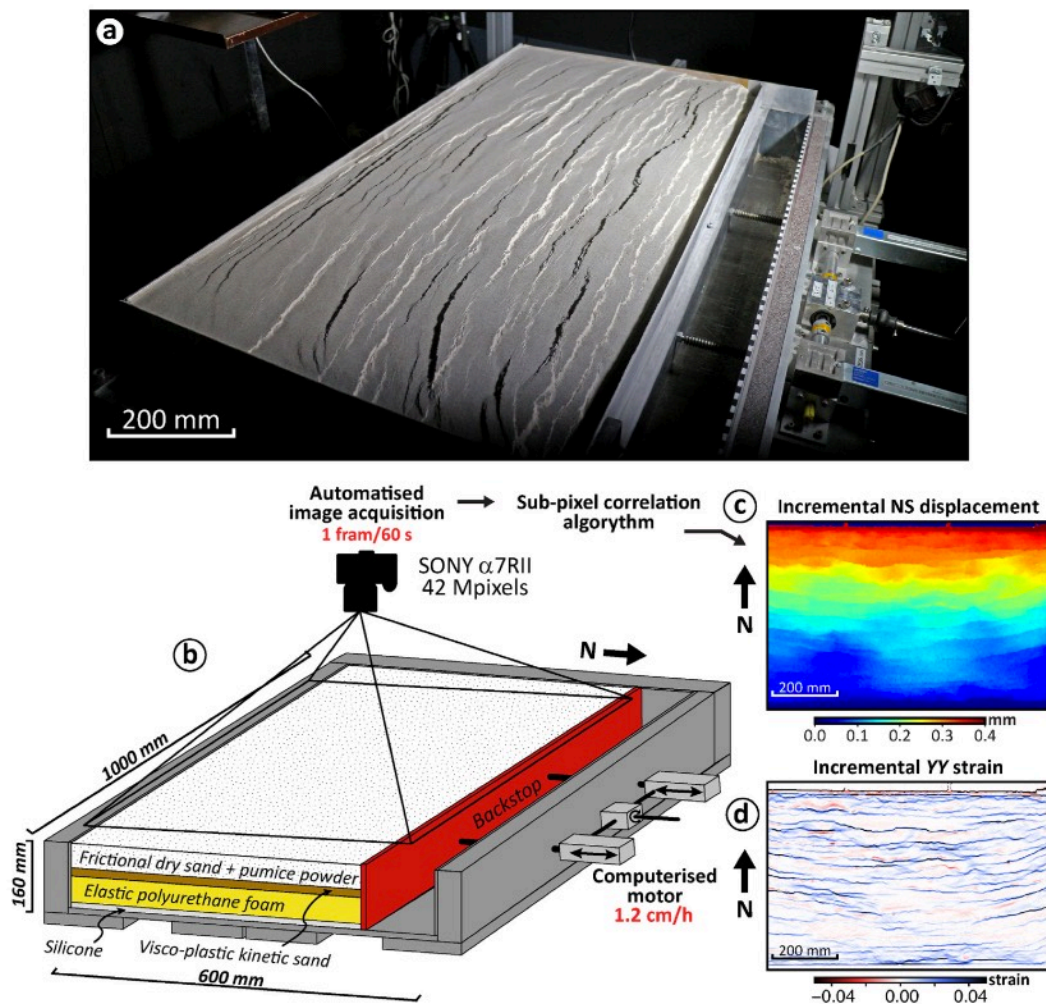 a
200 mm
Automatised
image acquisition
1 fram/60 s
Sub-pixel correlation
algorythm
SONY α7RII
42 Mpixels
c
Incremental NS displacement
N
200 mm
mm
0.0 0.1 0.2 0.3 0.4
b
N
1000 mm
160 mm
600 mm
Backstop
Frictional dry sand + pumice powder
Elastic polyurethane foam
Silicone
Visco-plastic kinetic sand
Computerised
motor
1.2 cm/h
Incremental YY strain
d
N
200 mm
strain
−0.04 0.00 0.04